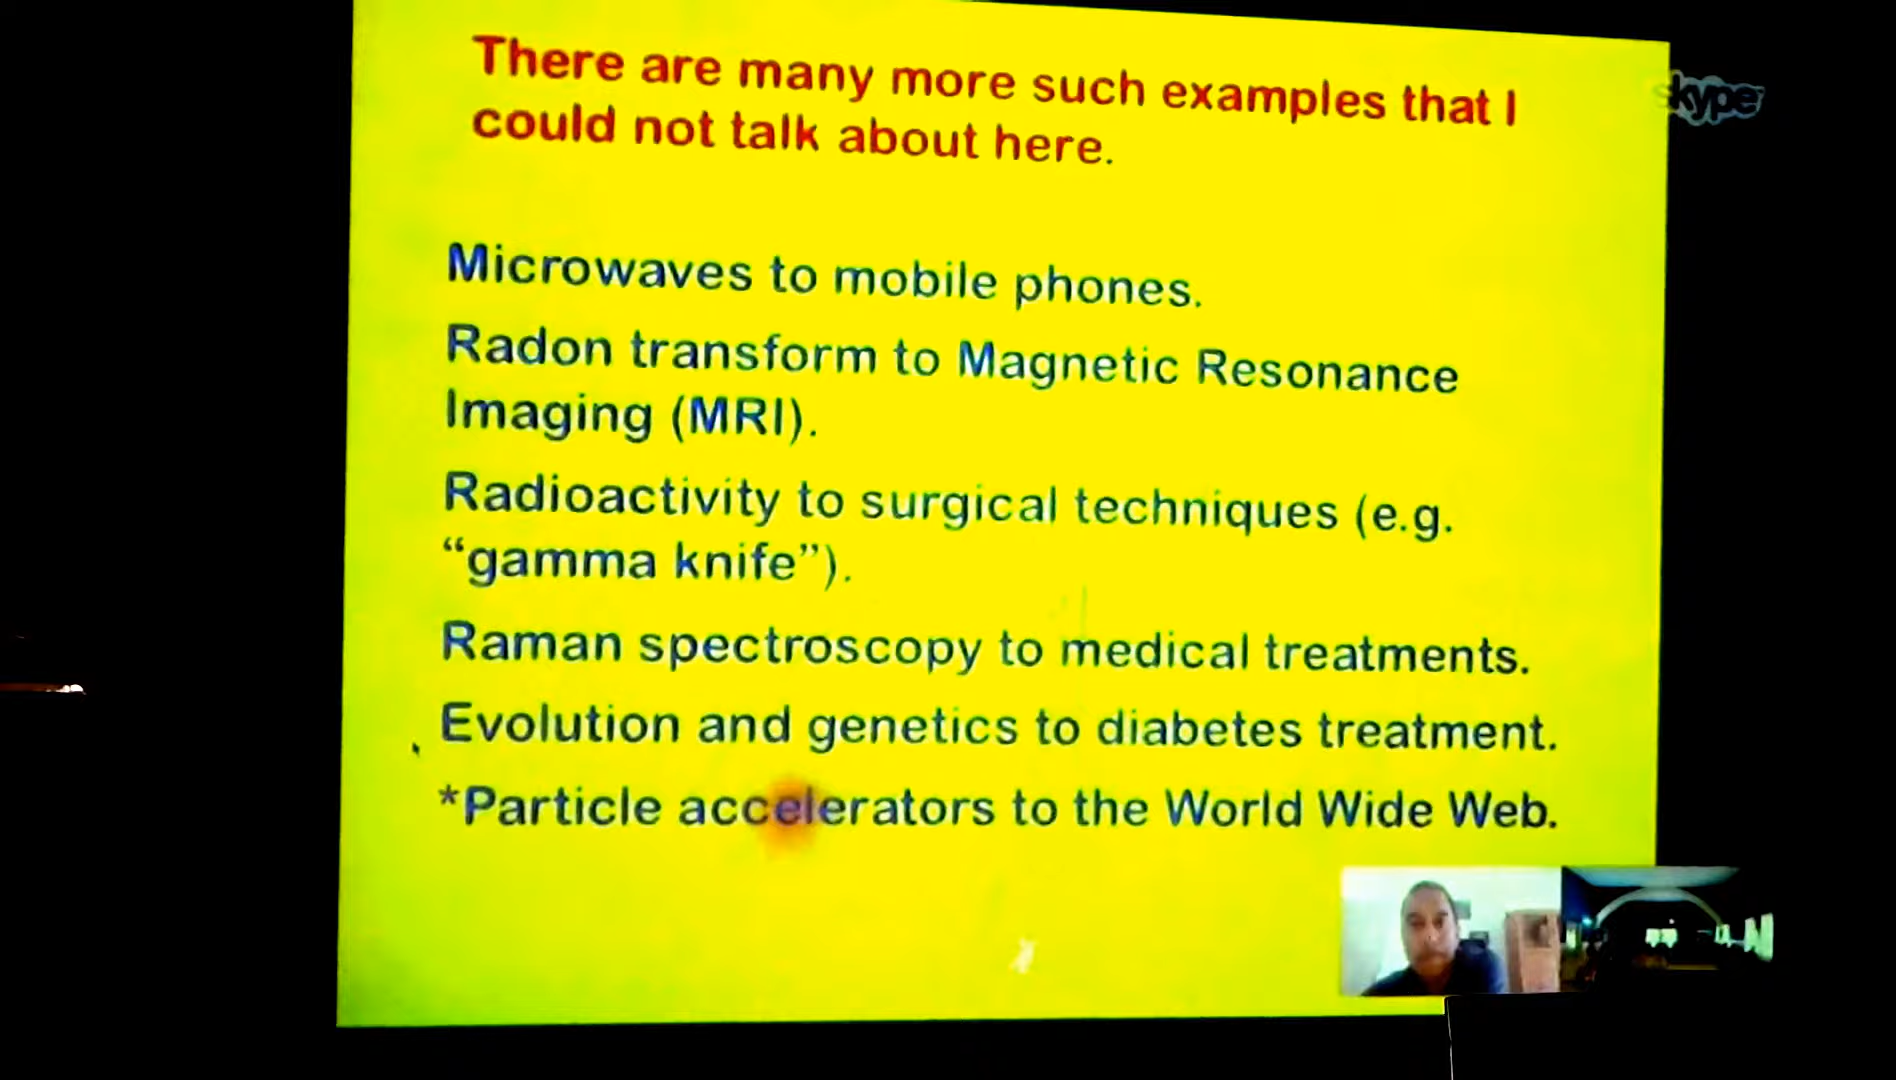 There are many more such examples that I
could not talk about here.
skype
Microwaves to mobile phones.
Radon transform to Magnetic Resonance
Imaging (MRI).
Radioactivity to surgical techniques (e.g.
“gamma knife”).
Raman spectroscopy to medical treatments.
Evolution and genetics to diabetes treatment.
*Particle accelerators to the World Wide Web.